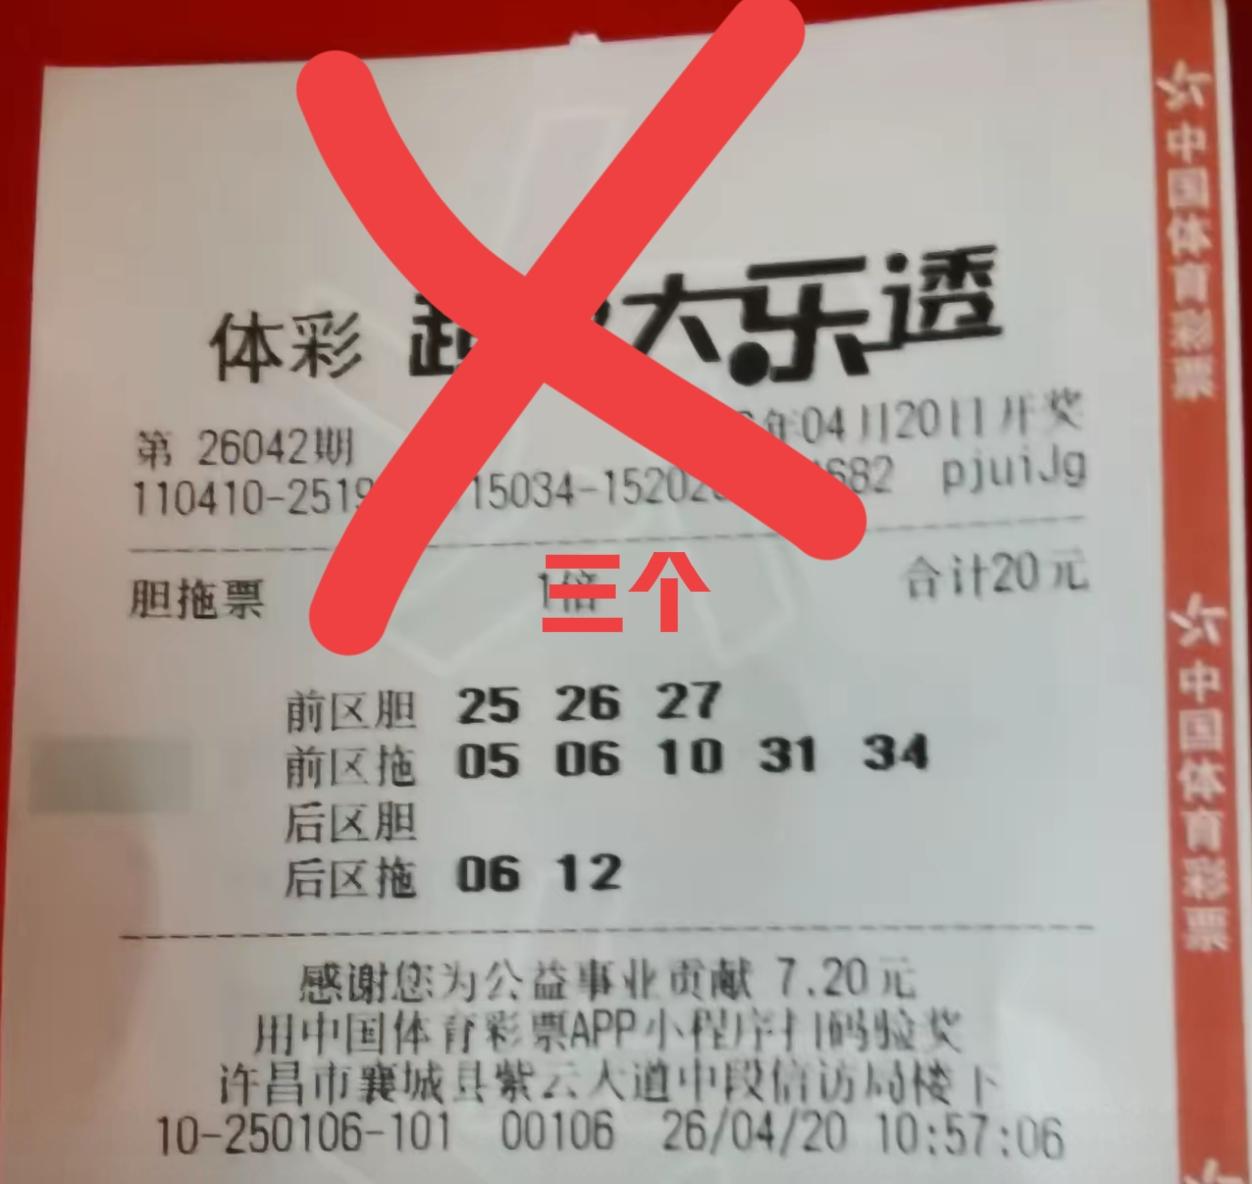 体彩 大乐透
第 26042期 年04月20日开奖
110410-2519 15034-15202 682 pjuiJg
胆拖票 1倍 合计20元
三个
前区胆 25 26 27
前区拖 05 06 10 31 34
后区胆
后区拖 06 12
感谢您为公益事业贡献 7.20元
用中国体育彩票APP小程序扫码验奖
许昌市襄城县紫云大道中段信访局楼下
10-250106-101 00106 26/04/20 10:57:06
中国体育彩票
中国体育彩票